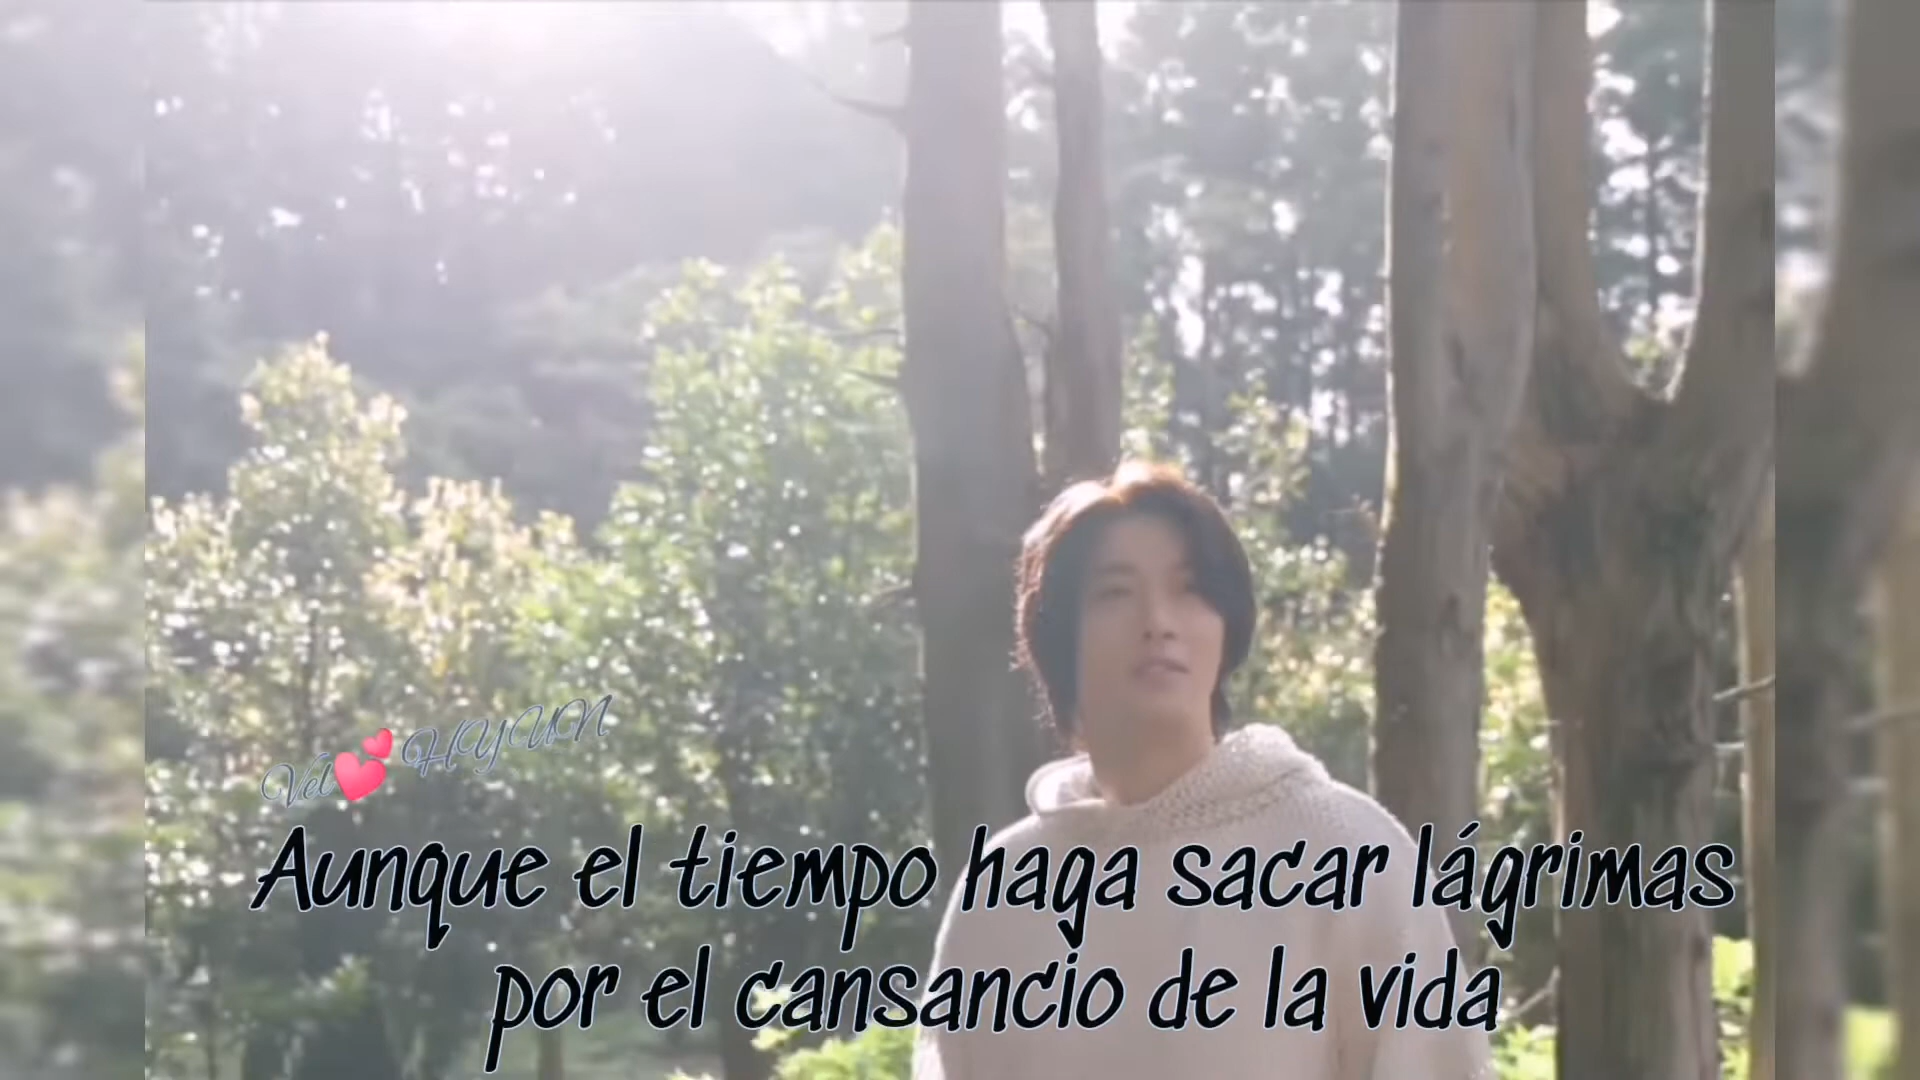 Vel💕HYUN
Aunque el tiempo haga sacar lágrimas
por el cansancio de la vida